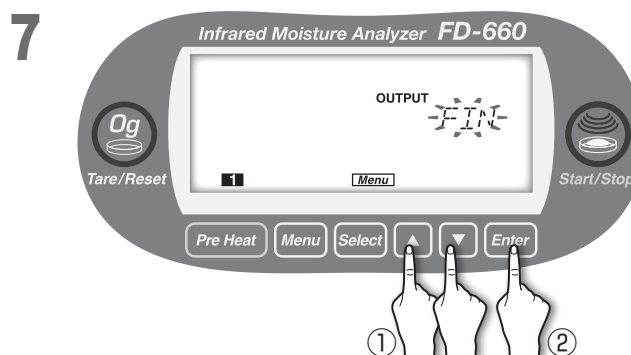 7
Infrared Moisture Analyzer FD-660
OUTPUT
FIN
0g
Tare/Reset
Start/Stop
1
Menu
Pre Heat Menu Select ▲ ▼ Enter
① ②